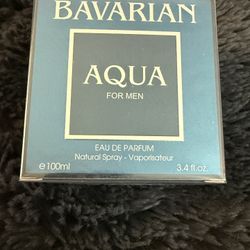 BAVARIAN
AQUA
FOR MEN
EAU DE PARFUM
Natural Spray - Vaporisateur
e 100ml 3.4 fl.oz.